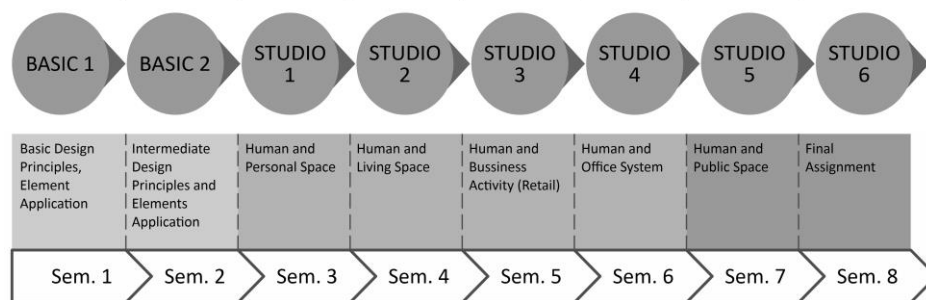 BASIC 1
BASIC 2
STUDIO
1
STUDIO
2
STUDIO
3
STUDIO
4
STUDIO
5
STUDIO
6
Basic Design
Principles,
Element
Application
Intermediate
Design
Principles and
Elements
Application
Human and
Personal Space
Human and
Living Space
Human and
Bussiness
Activity (Retail)
Human and
Office System
Human and
Public Space
Final
Assignment
Sem. 1
Sem. 2
Sem. 3
Sem. 4
Sem. 5
Sem. 6
Sem. 7
Sem. 8